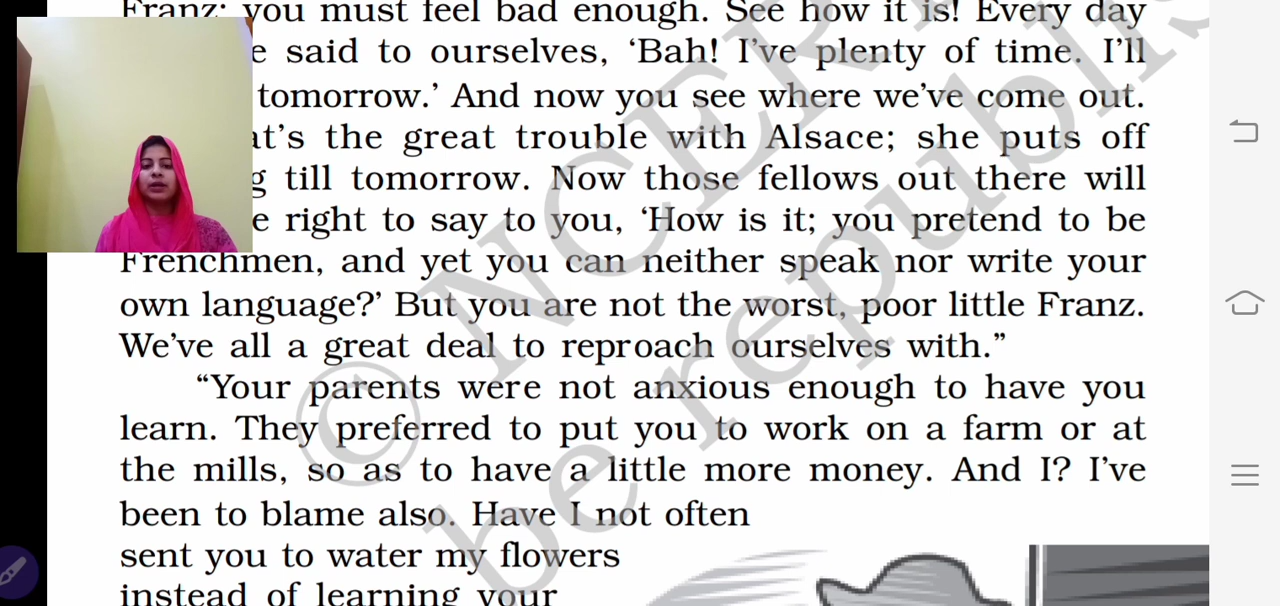 Franz; you must feel bad enough. See how it is! Every day
e said to ourselves, ‘Bah! I’ve plenty of time. I’ll
tomorrow.’ And now you see where we’ve come out.
at’s the great trouble with Alsace; she puts off
g till tomorrow. Now those fellows out there will
e right to say to you, ‘How is it; you pretend to be
Frenchmen, and yet you can neither speak nor write your
own language?’ But you are not the worst, poor little Franz.
We’ve all a great deal to reproach ourselves with.”
“Your parents were not anxious enough to have you
learn. They preferred to put you to work on a farm or at
the mills, so as to have a little more money. And I? I’ve
been to blame also. Have I not often
sent you to water my flowers
instead of learning your
© NCER
be republis